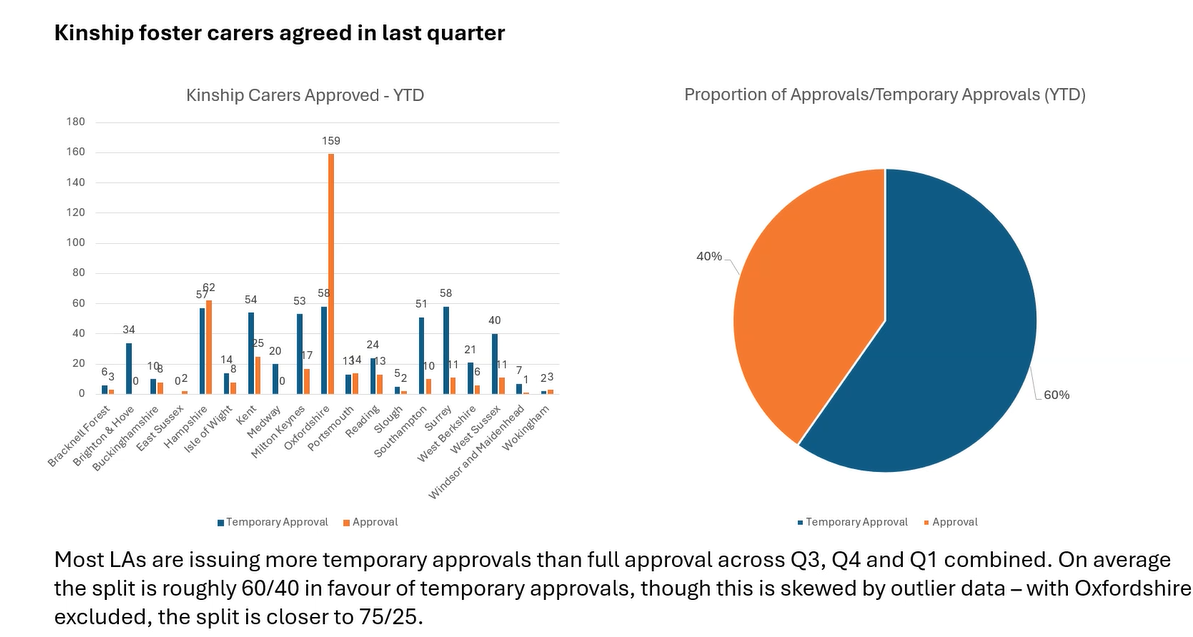 Kinship foster carers agreed in last quarter
Kinship Carers Approved - YTD
180
160
140
120
100
80
60
40
20
0
6
3
34
0
10
8
0
2
57
62
14
8
54
25
20
0
53
17
58
159
13
14
24
13
5
2
51
10
58
11
21
6
40
11
7
1
2
3
Bracknell Forest
Brighton & Hove
Buckinghamshire
East Sussex
Hampshire
Isle of Wight
Kent
Medway
Milton Keynes
Oxfordshire
Portsmouth
Reading
Slough
Southampton
Surrey
West Berkshire
West Sussex
Windsor and Maidenhead
Wokingham
Temporary Approval Approval
Proportion of Approvals/Temporary Approvals (YTD)
40%
60%
Temporary Approval Approval
Most LAs are issuing more temporary approvals than full approval across Q3, Q4 and Q1 combined. On average
the split is roughly 60/40 in favour of temporary approvals, though this is skewed by outlier data – with Oxfordshire
excluded, the split is closer to 75/25.